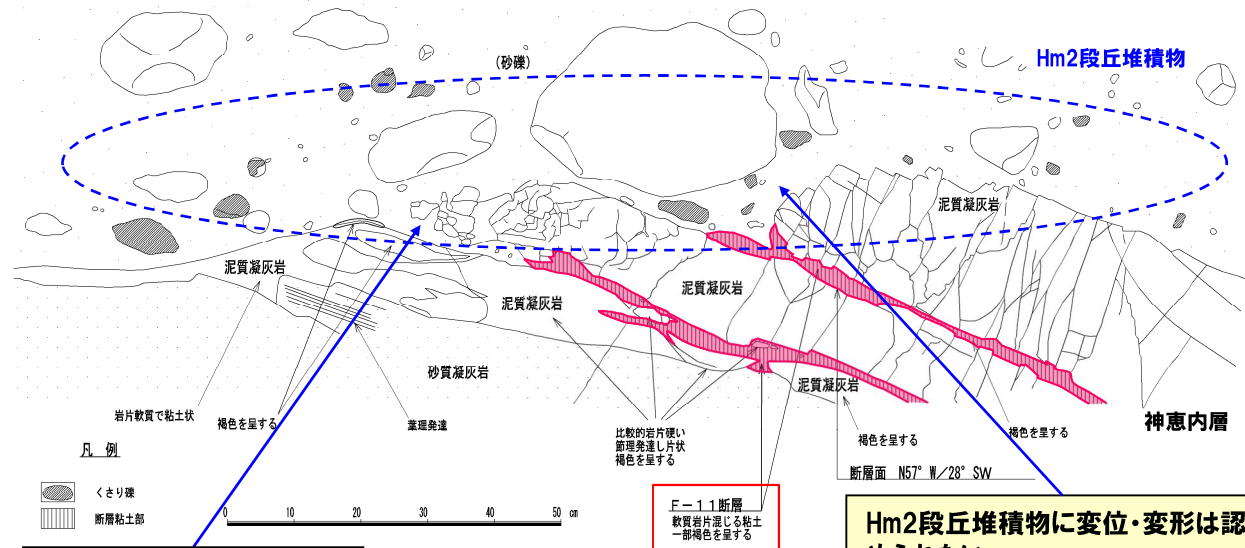 (砂礫)
Hm2段丘堆積物
泥質凝灰岩
泥質凝灰岩
泥質凝灰岩
泥質凝灰岩
砂質凝灰岩
泥質凝灰岩
岩片軟質で粘土状
褐色を呈する
葉理発達
比較的岩片硬い
節理発達し片状
褐色を呈する
褐色を呈する
褐色を呈する
神恵内層
断層面 N57°W/28°SW
凡 例
くさり礫
断層粘土部
0 10 20 30 40 50 cm
F-11断層
軟質岩片混じる粘土
一部褐色を呈する
Hm2段丘堆積物に変位・変形は認